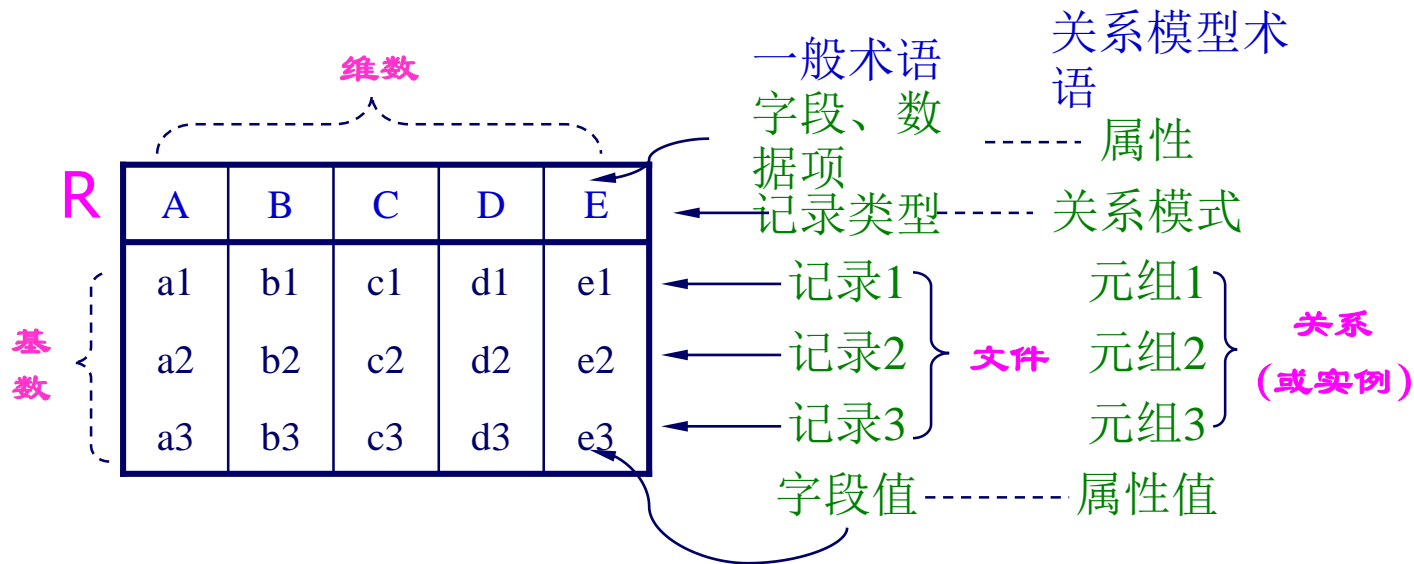 维数
一般术语
关系模型术
语
字段、数
据项
属性
R
A B C D E
记录类型
关系模式
基
数
a1 b1 c1 d1 e1
记录1
元组1
a2 b2 c2 d2 e2
记录2
文件
元组2
关系
(或实例)
a3 b3 c3 d3 e3
记录3
元组3
字段值
属性值